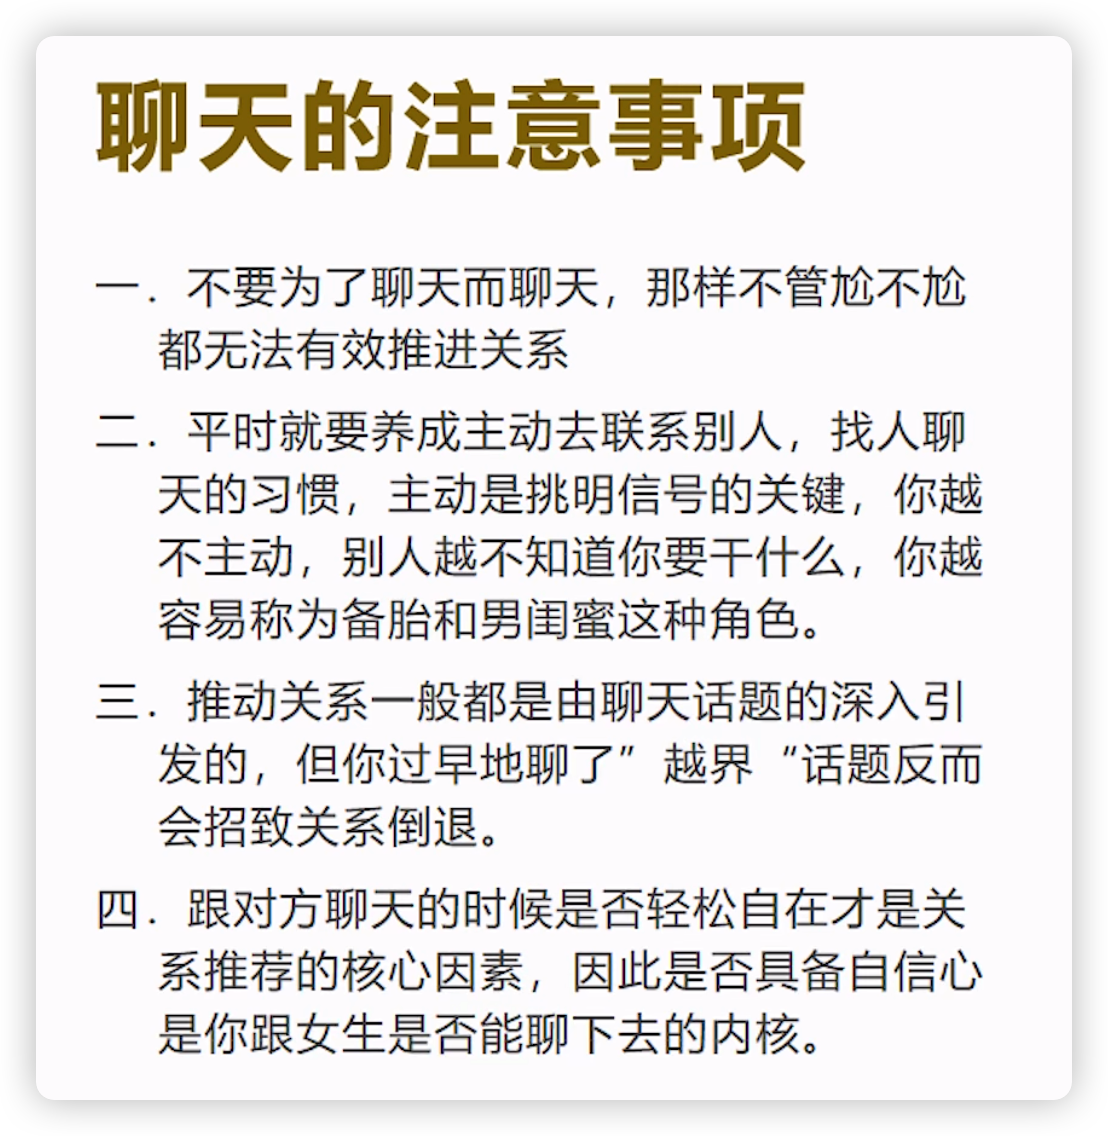 聊天的注意事项
一. 不要为了聊天而聊天，那样不管尬不尬
都无法有效推进关系
二. 平时就要养成主动去联系别人，找人聊
天的习惯，主动是挑明信号的关键，你越
不主动，别人越不知道你要干什么，你越
容易称为备胎和男闺蜜这种角色。
三. 推动关系一般都是由聊天话题的深入引
发的，但你过早地聊了”越界“话题反而
会招致关系倒退。
四. 跟对方聊天的时候是否轻松自在才是关
系推荐的核心因素，因此是否具备自信心
是你跟女生是否能聊下去的内核。